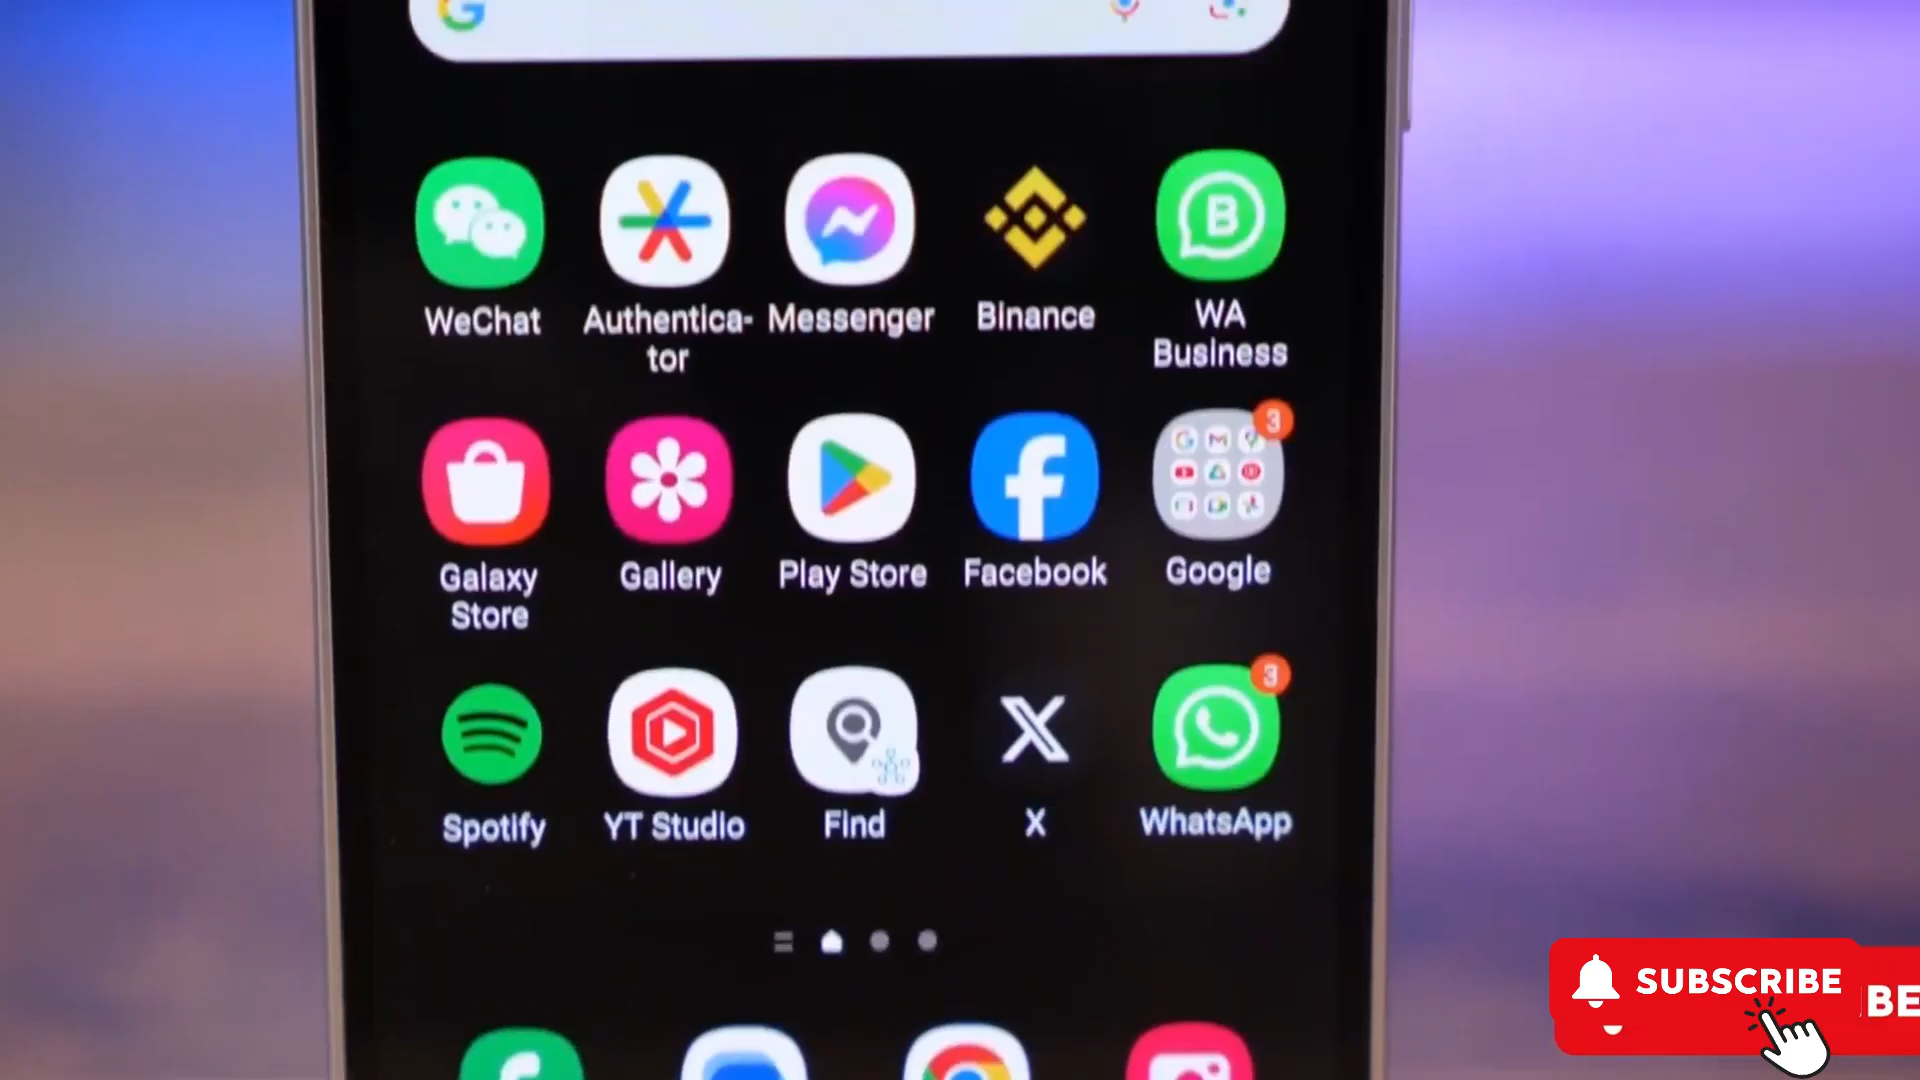 WeChat
Authentica-
tor
Messenger
Binance
WA
Business
Galaxy
Store
Gallery
Play Store
Facebook
3
Google
Spotify
YT Studio
Find
X
3
WhatsApp
SUBSCRIBE
BE